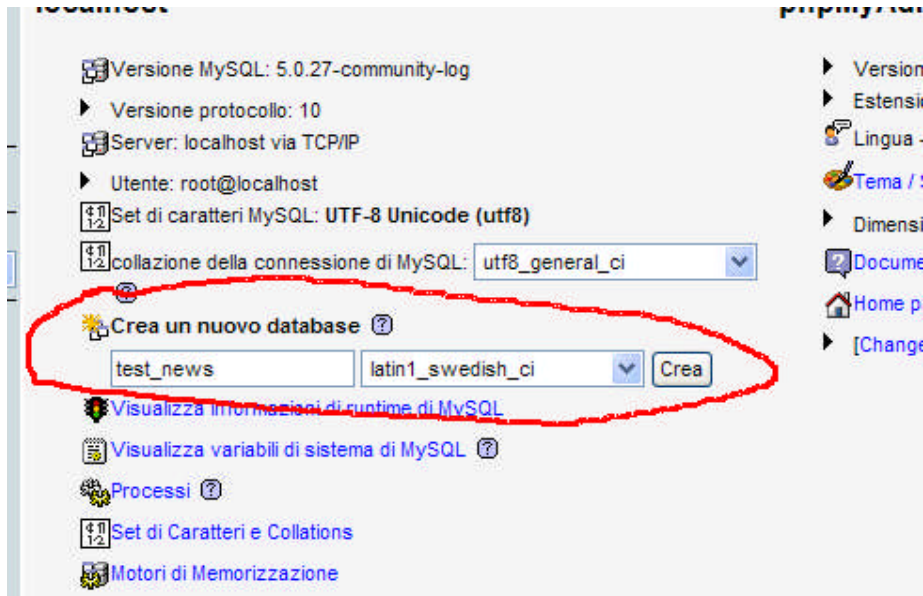 localhost
Versione MySQL: 5.0.27-community-log
Versione protocollo: 10
Server: localhost via TCP/IP
Utente: root@localhost
Set di caratteri MySQL: UTF-8 Unicode (utf8)
collazione della connessione di MySQL: utf8_general_ci
Crea un nuovo database
test_news latin1_swedish_ci Crea
Visualizza informazioni di runtime di MySQL
Visualizza variabili di sistema di MySQL
Processi
Set di Caratteri e Collations
Motori di Memorizzazione
phpMyAd
Version
Estensi
Lingua -
Tema /
Dimensi
Docume
Home p
[Change